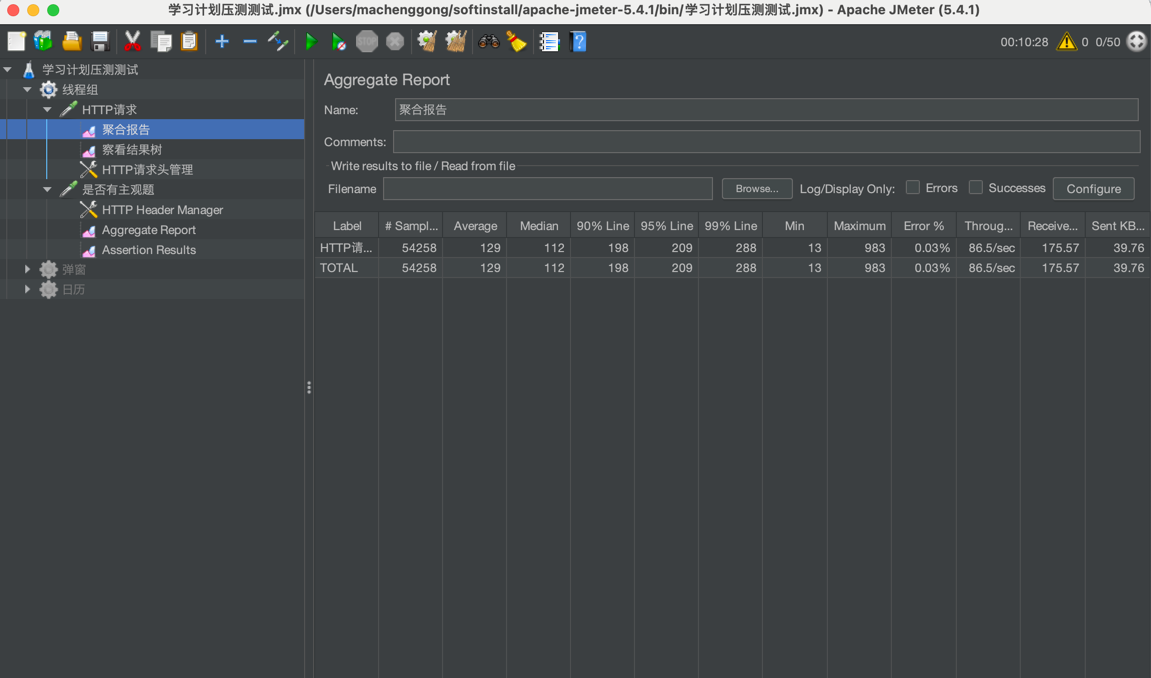 学习计划压测测试.jmx (/Users/machenggong/softinstall/apache-jmeter-5.4.1/bin/学习计划压测测试.jmx) - Apache JMeter (5.4.1)
STOP 00:10:28 0 0/50
学习计划压测测试
线程组
HTTP请求
聚合报告
察看结果树
HTTP请求头管理
是否有主观题
HTTP Header Manager
Aggregate Report
Assertion Results
弹窗
日历
Aggregate Report
Name: 聚合报告
Comments:
Write results to file / Read from file
Filename Browse... Log/Display Only: Errors Successes Configure
Label # Sampl... Average Median 90% Line 95% Line 99% Line Min Maximum Error % Throug... Receive... Sent KB...
HTTP请... 54258 129 112 198 209 288 13 983 0.03% 86.5/sec 175.57 39.76
TOTAL 54258 129 112 198 209 288 13 983 0.03% 86.5/sec 175.57 39.76